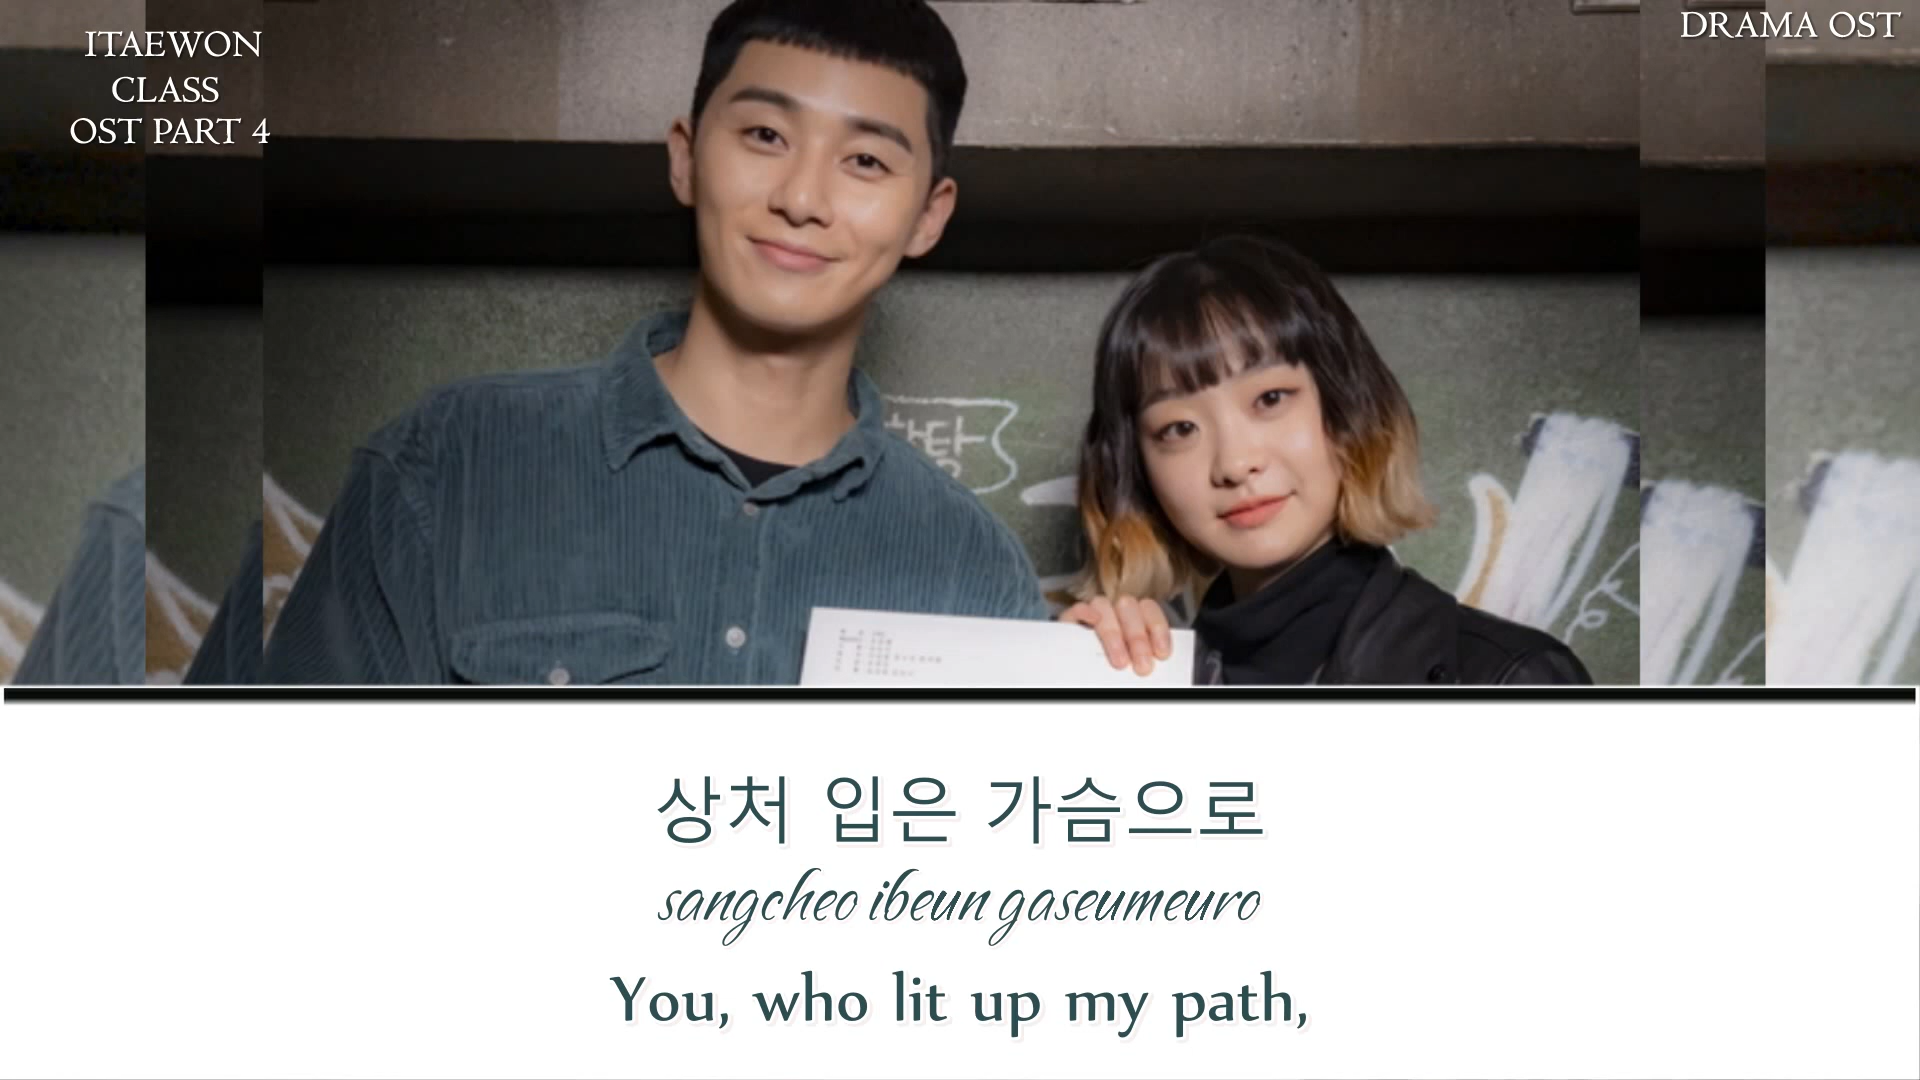 ITAEWON
CLASS
OST PART 4
DRAMA OST
상처 입은 가슴으로
sangcheo ibeun gaseumeuro
You, who lit up my path,